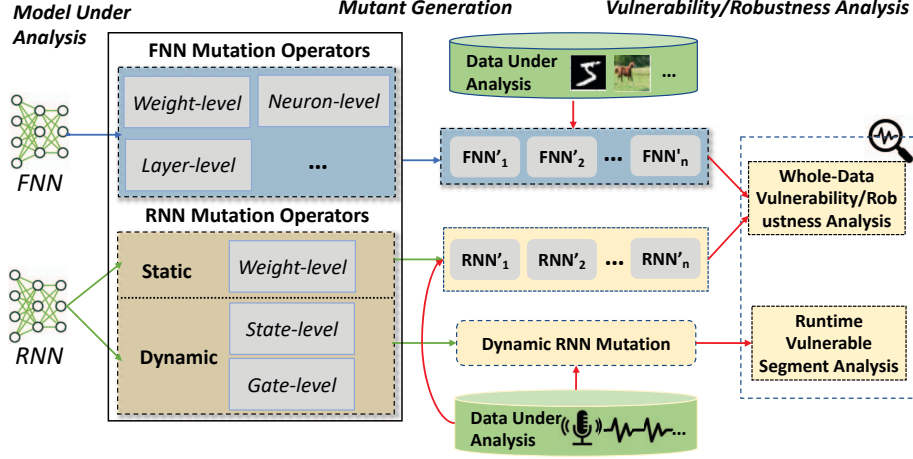 Model Under
Analysis
Mutant Generation
Vulnerability/Robustness Analysis
FNN Mutation Operators
Weight-level
Neuron-level
Layer-level
...
FNN
Data Under
Analysis
...
FNN'1
FNN'2
...
FNN'n
Whole-Data
Vulnerability/Rob
ustness Analysis
RNN Mutation Operators
Static
Weight-level
Dynamic
State-level
Gate-level
RNN
RNN'1
RNN'2
...
RNN'n
Dynamic RNN Mutation
Runtime
Vulnerable
Segment Analysis
Data Under
Analysis
...